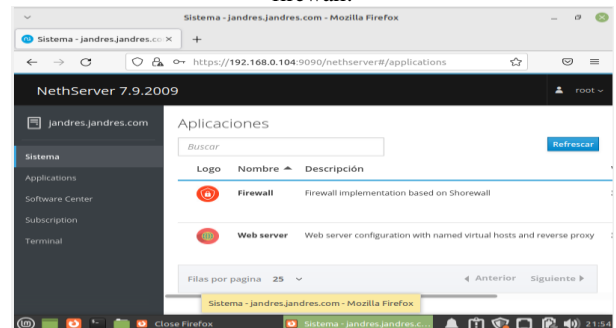 Sistema - jandres.jandres.com - Mozilla Firefox
Sistema - jandres.jandres.co
https://192.168.0.104:9090/nethserver#/applications
NethServer 7.9.2009
root
jandres.jandres.com
Aplicaciones
Buscar
Refrescar
Sistema
Logo Nombre Descripción
Applications
Firewall Firewall implementation based on Shorewall
Software Center
Subscription
Web server Web server configuration with named virtual hosts and reverse proxy
Terminal
Filas por pagina 25 Anterior Siguiente
Sistema - jandres.jandres.com - Mozilla Firefox
Close Firefox Sistema - jandres.jandres.c... 21:54